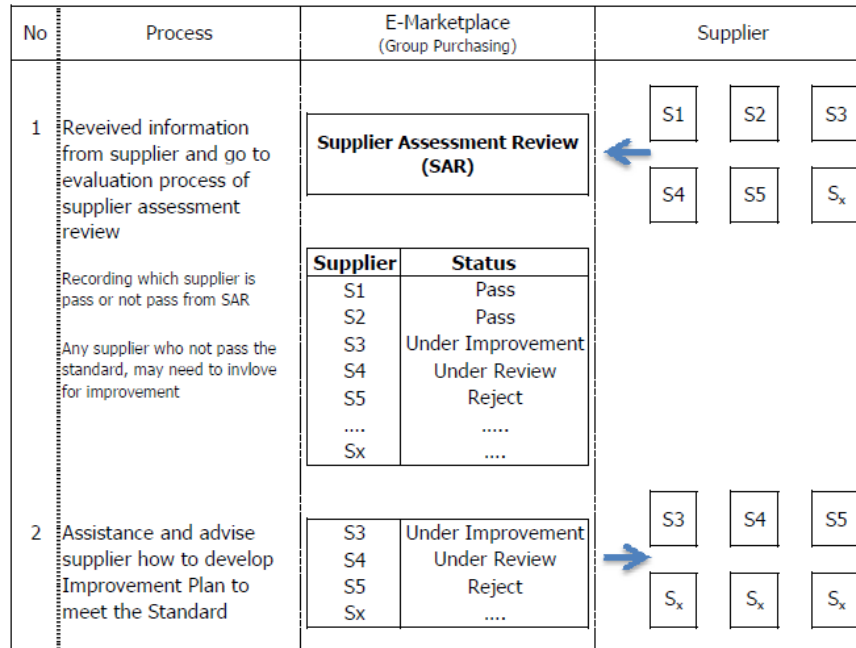 No
Process
E-Marketplace
(Group Purchasing)
Supplier
1
Reveived information
from supplier and go to
evaluation process of
supplier assessment
review
Supplier Assessment Review
(SAR)
S1 S2 S3
S4 S5 Sₓ
Recording which supplier is
pass or not pass from SAR
Any supplier who not pass the
standard, may need to invlove
for improvement
Supplier Status
S1 Pass
S2 Pass
S3 Under Improvement
S4 Under Review
S5 Reject
.... .....
Sx ....
2
Assistance and advise
supplier how to develop
Improvement Plan to
meet the Standard
S3 Under Improvement
S4 Under Review
S5 Reject
Sx ....
S3 S4 S5
Sₓ Sₓ Sₓ